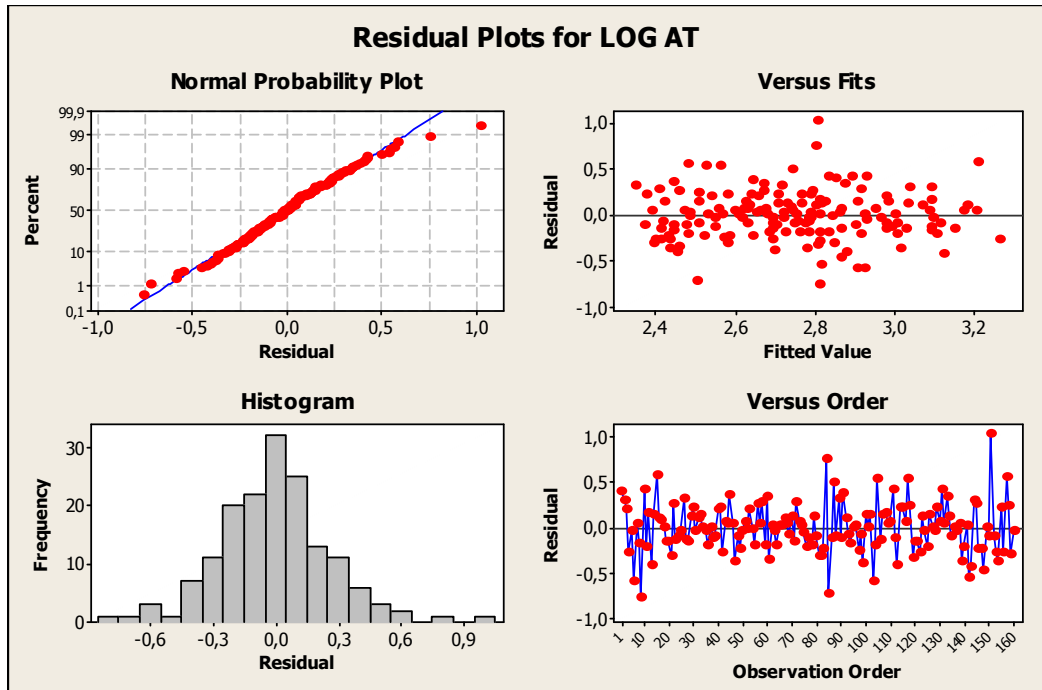 Residual Plots for LOG AT
Normal Probability Plot
99,9
99
90
50
10
1
0,1
Percent
-1,0 -0,5 0,0 0,5 1,0
Residual
Versus Fits
1,0
0,5
0,0
-0,5
-1,0
Residual
2,4 2,6 2,8 3,0 3,2
Fitted Value
Histogram
30
20
10
0
Frequency
-0,6 -0,3 0,0 0,3 0,6 0,9
Residual
Versus Order
1,0
0,5
0,0
-0,5
-1,0
Residual
1 10 20 30 40 50 60 70 80 90 100 110 120 130 140 150 160
Observation Order